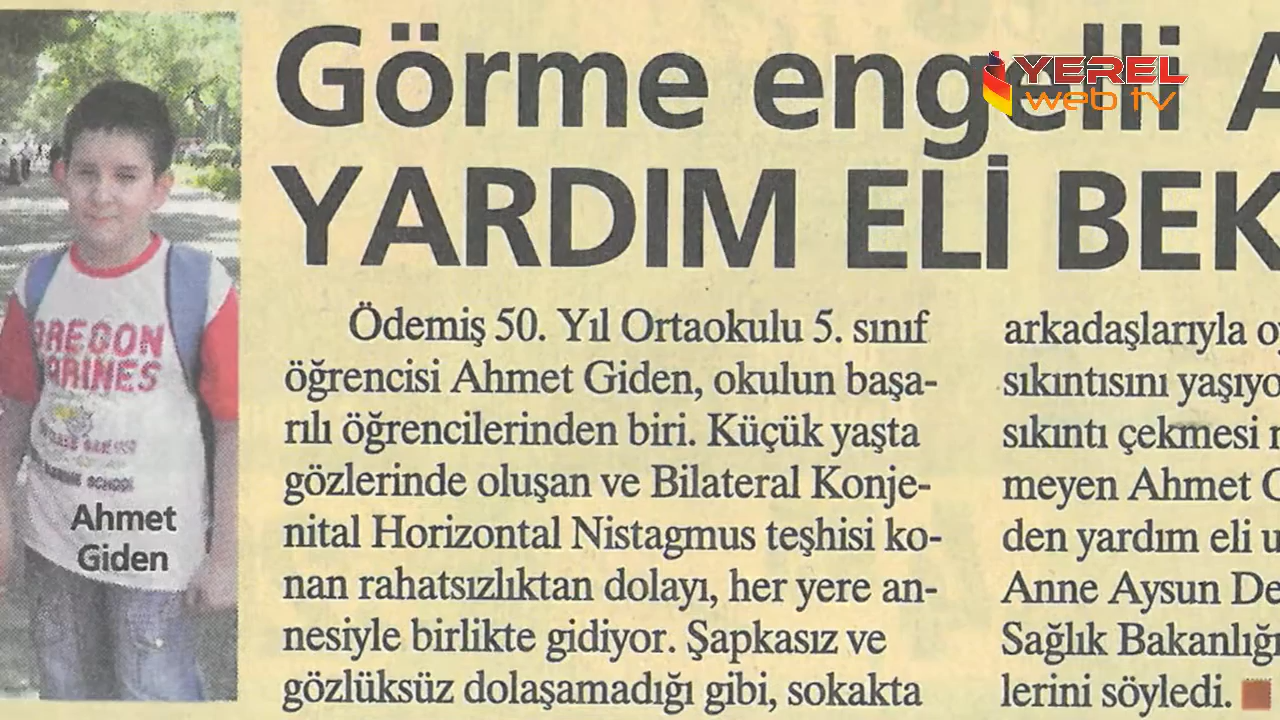 Görme engelli
YARDIM ELİ
YEREL
web tv
Ödemiş 50. Yıl Ortaokulu 5. sınıf
öğrencisi Ahmet Giden, okulun başa-
rılı öğrencilerinden biri. Küçük yaşta
gözlerinde oluşan ve Bilateral Konje-
nital Horizontal Nistagmus teşhisi ko-
nan rahatsızlıktan dolayı, her yere an-
nesiyle birlikte gidiyor. Şapkasız ve
gözlüksüz dolaşamadığı gibi, sokakta
arkadaşlarıyla
sıkıntısını
sıkıntı çekmesi
meyen Ahmet
den yardım eli
Anne Aysun
Sağlık
lerini söyledi.
OREGON
MARINES
SCHOOL
Ahmet
Giden